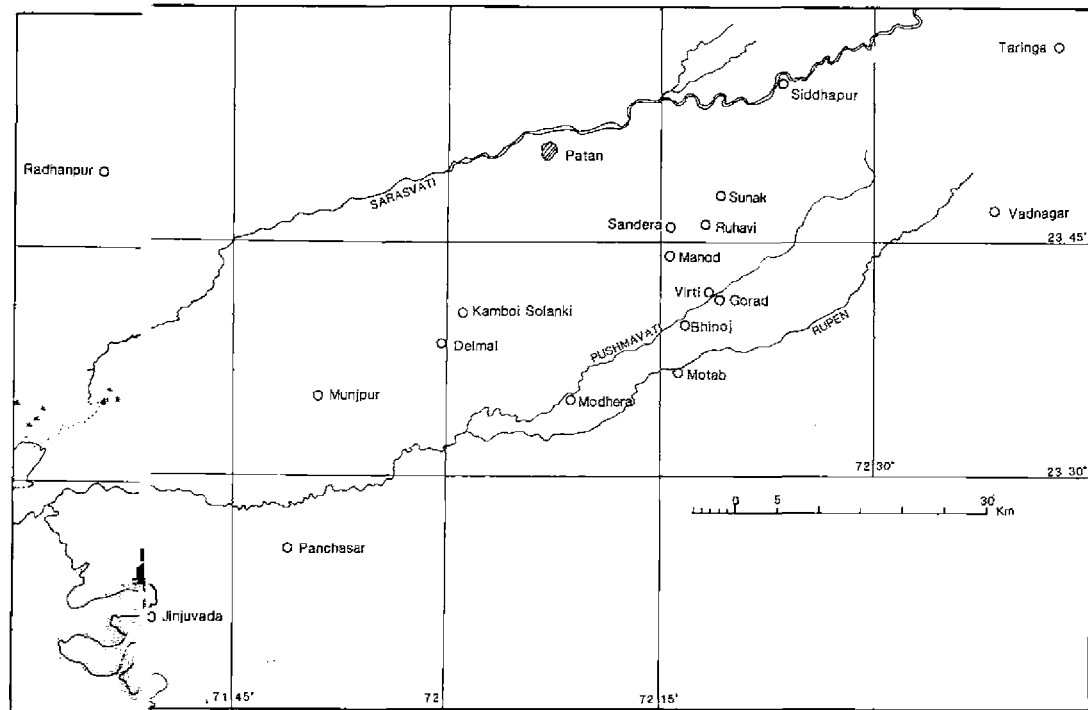 Taringa
Siddhapur
Patan
Radhanpur
SARASVATI
Sunak
Vadnagar
Sandera
Ruhavi
23 45'
Manod
Virti
Gorad
Kamboi Solanki
Bhinoj
RUPEN
PUSHMAVATI
Delmal
Motab
Munjpur
Modhera
72 30'
23 30'
0 5 30
Km
Panchasar
Jinjuvada
71 45'
72
72 15'